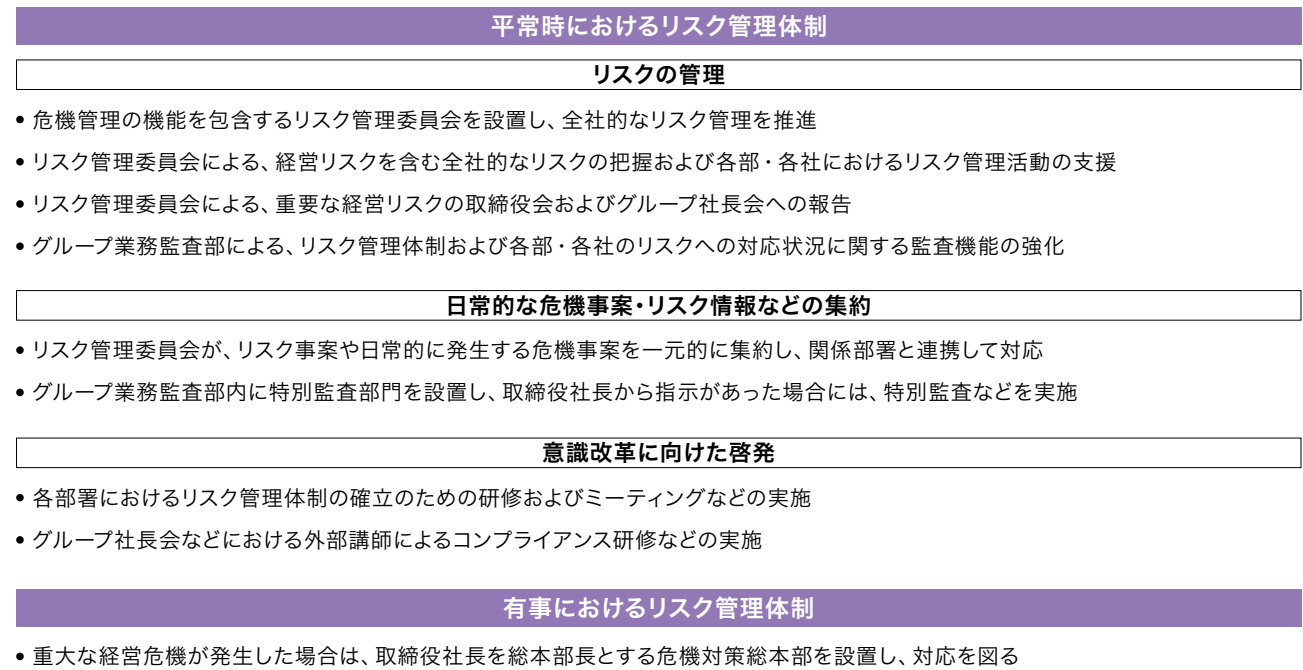 平常時におけるリスク管理体制
リスクの管理
• 危機管理の機能を包含するリスク管理委員会を設置し、全社的なリスク管理を推進
• リスク管理委員会による、経営リスクを含む全社的なリスクの把握および各部・各社におけるリスク管理活動の支援
• リスク管理委員会による、重要な経営リスクの取締役会およびグループ社長会への報告
• グループ業務監査部による、リスク管理体制および各部・各社のリスクへの対応状況に関する監査機能の強化
日常的な危機事案・リスク情報などの集約
• リスク管理委員会が、リスク事案や日常的に発生する危機事案を一元的に集約し、関係部署と連携して対応
• グループ業務監査部内に特別監査部門を設置し、取締役社長から指示があった場合には、特別監査などを実施
意識改革に向けた啓発
• 各部署におけるリスク管理体制の確立のための研修およびミーティングなどの実施
• グループ社長会などにおける外部講師によるコンプライアンス研修などの実施
有事におけるリスク管理体制
• 重大な経営危機が発生した場合は、取締役社長を総本部長とする危機対策総本部を設置し、対応を図る